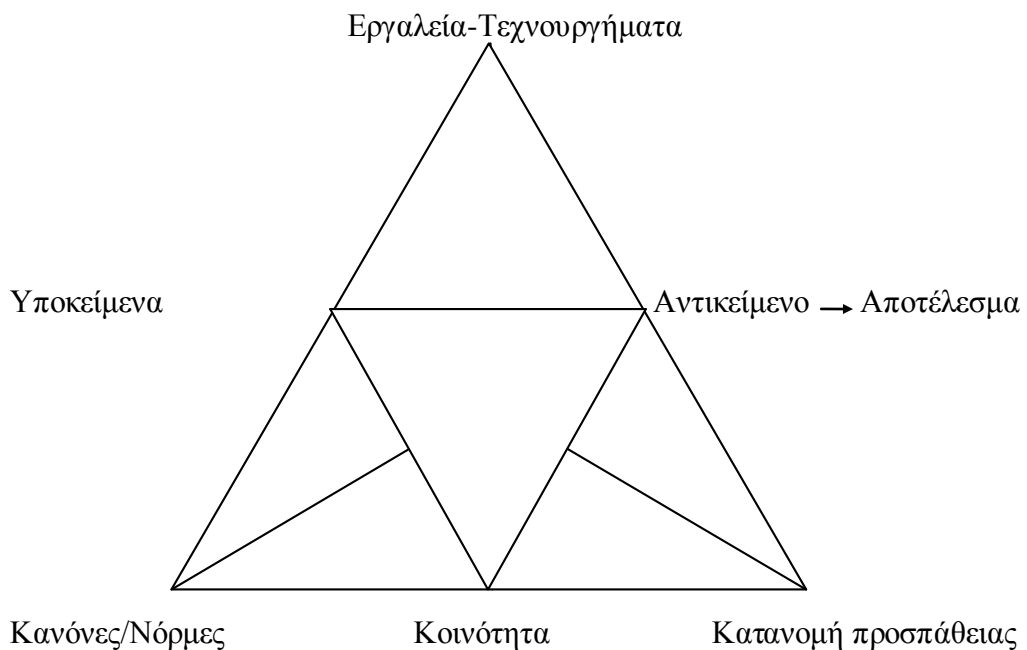 Εργαλεία-Τεχνουργήματα
Υποκείμενα
Αντικείμενο → Αποτέλεσμα
Κανόνες/Νόρμες
Κοινότητα
Κατανομή προσπάθειας